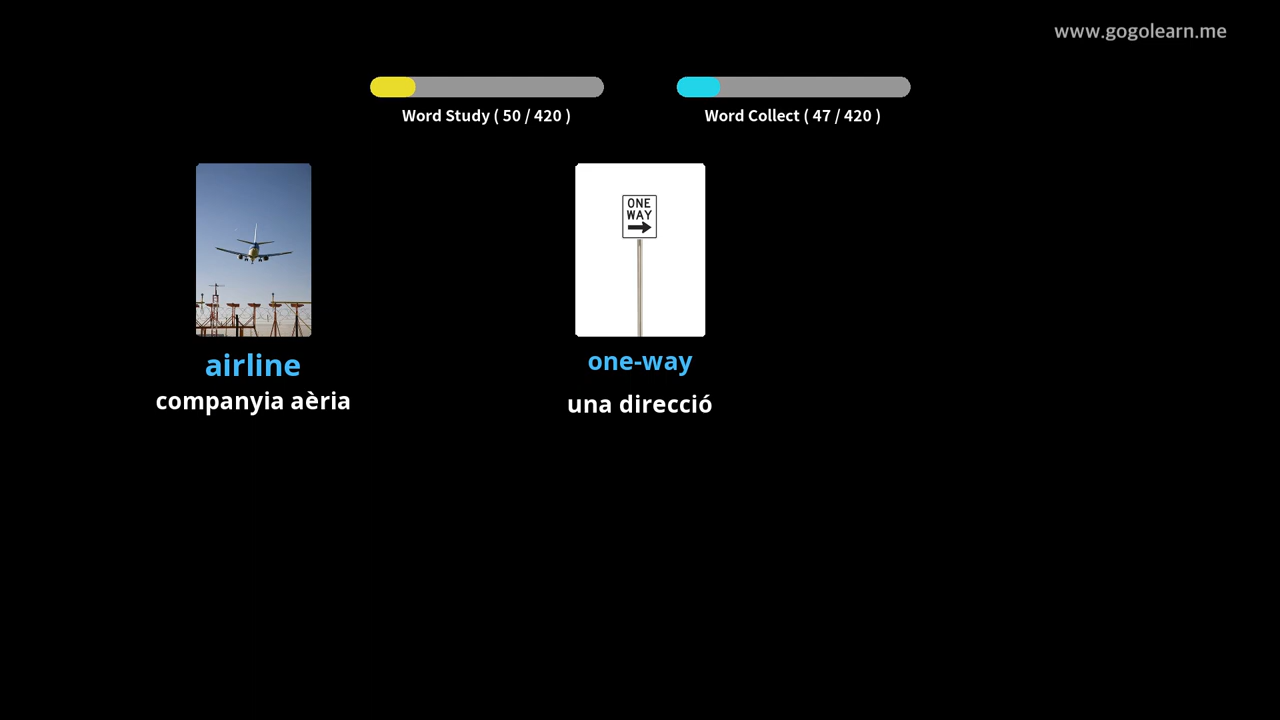 www.gogolearn.me
Word Study ( 50 / 420 )
Word Collect ( 47 / 420 )
ONE
WAY
airline
one-way
companyia aèria
una direcció